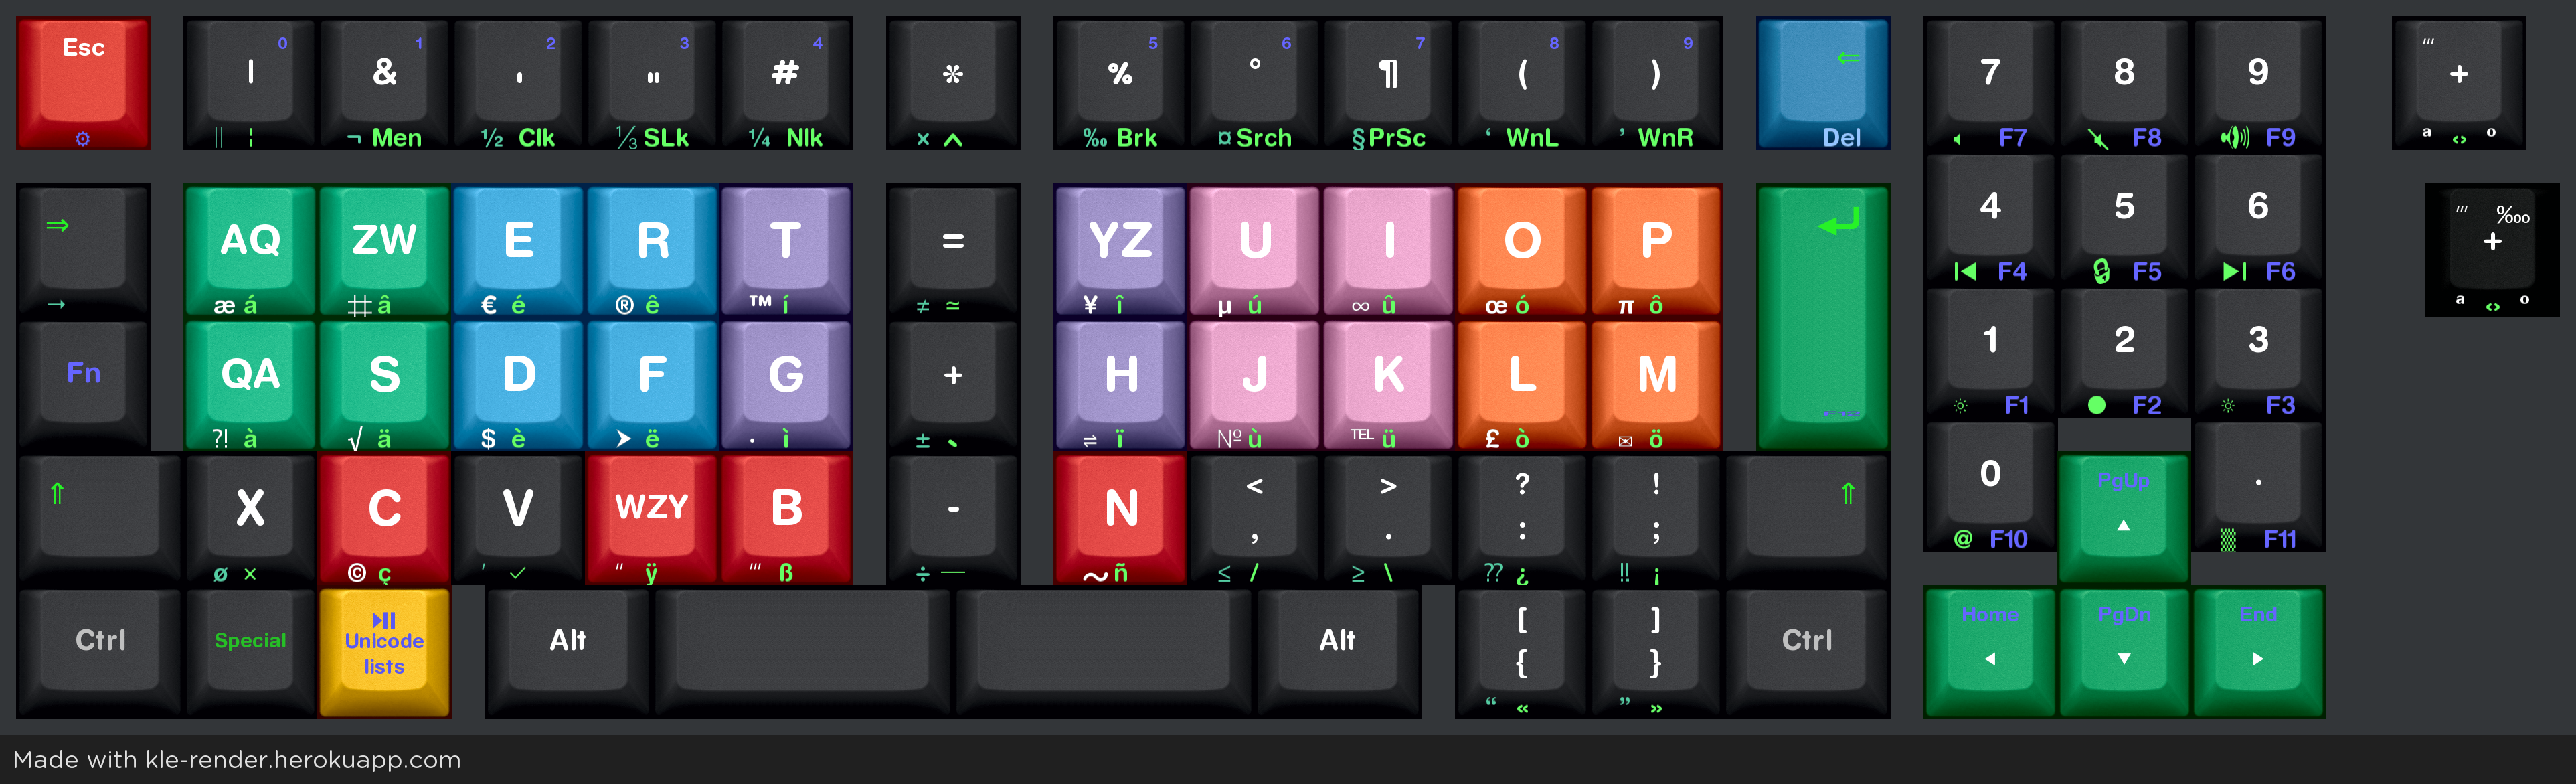 Esc ⚙
0 | ‖ ¦
1 & ¬ Men
2 ' ½ Clk
3 " ⅓ SLk
4 # ¼ Nlk
* × ^
5 % ‰ Brk
6 ° ¤ Srch
7 ¶ § PrSc
8 ( ‘ WnL
9 ) ’ WnR
⇐ Del
7 F7
8 F8
9 F9
‴ + a <> o
⇒ →
AQ æ á
ZW â
E € é
R ® ê
T ™ í
= ≠ ≃
YZ ¥ î
U µ ú
I ∞ û
O œ ó
P π ô
4 F4
5 F5
6 F6
‴ ‱ + a <> o
Fn
QA ?! à
S √ ä
D $ è
F ➤ ë
G · ì
+ ±
H ⇌ ï
J № ù
K ℡ ü
L £ ò
M ✉ ö
1 F1
2 F2
3 F3
⇑
X ø ×
C © ç
V ′ ✓
WZY ″ ÿ
B ‴ ß
- ÷ —
N ~ ñ
< , ≤ /
> . ≥ \
? : ⁇ ¿
! ; ‼ ¡
⇑
0 @ F10
PgUp ▲
. ▒ F11
Ctrl
Special
Unicode
lists
Alt
Alt
[ { “ «
] } ” »
Ctrl
Home ◀
PgDn ▼
End ▶
Made with kle-render.herokuapp.com